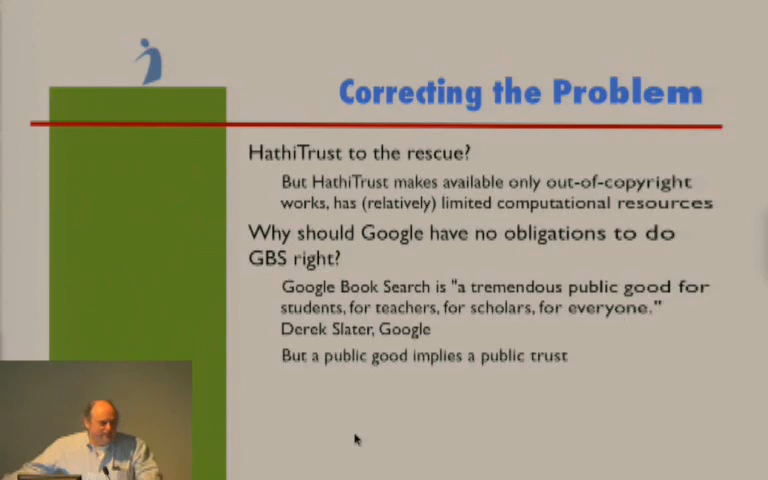 Correcting the Problem
HathiTrust to the rescue?
But HathiTrust makes available only out-of-copyright
works, has (relatively) limited computational resources
Why should Google have no obligations to do
GBS right?
Google Book Search is "a tremendous public good for
students, for teachers, for scholars, for everyone."
Derek Slater, Google
But a public good implies a public trust